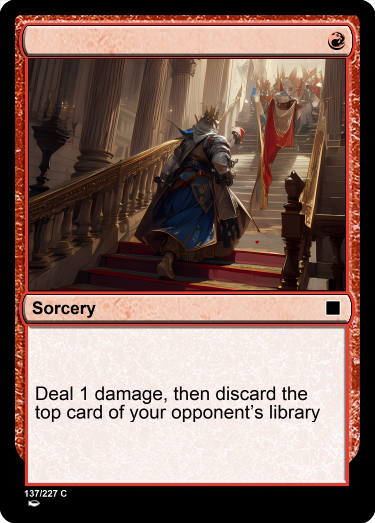 Sorcery
Deal 1 damage, then discard the
top card of your opponent's library
137/227 C